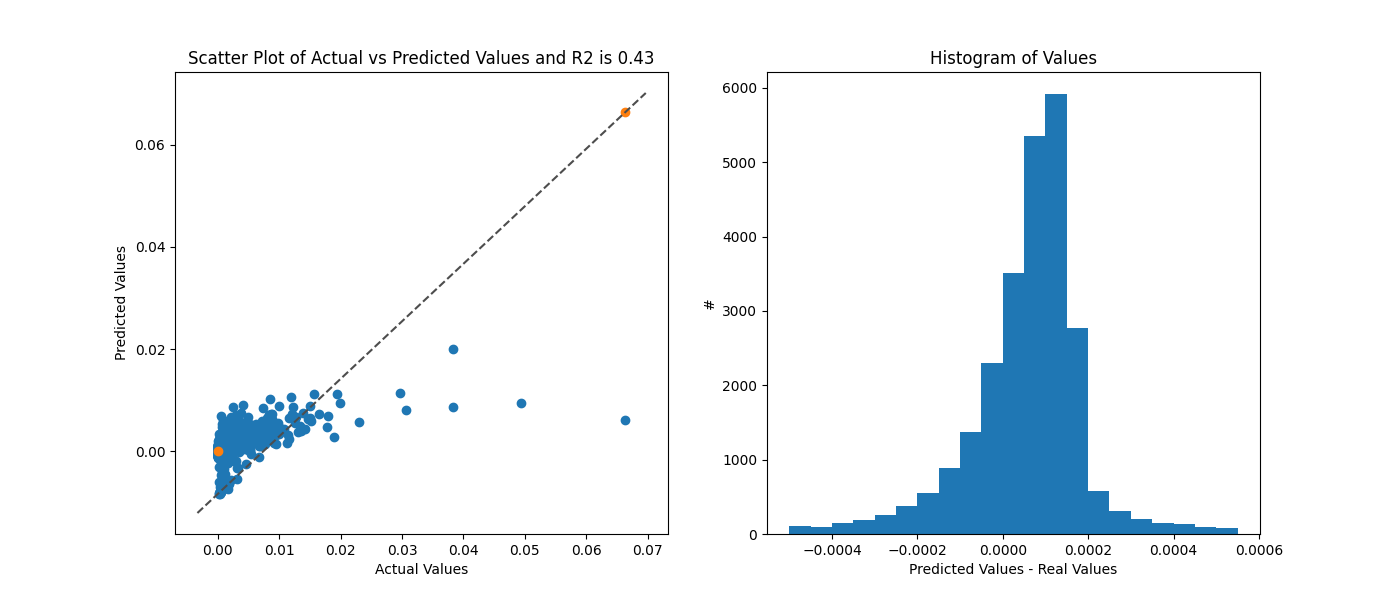 Scatter Plot of Actual vs Predicted Values and R2 is 0.43
Predicted Values
0.06
0.04
0.02
0.00
0.00 0.01 0.02 0.03 0.04 0.05 0.06 0.07
Actual Values
Histogram of Values
#
6000
5000
4000
3000
2000
1000
0
−0.0004 −0.0002 0.0000 0.0002 0.0004 0.0006
Predicted Values - Real Values